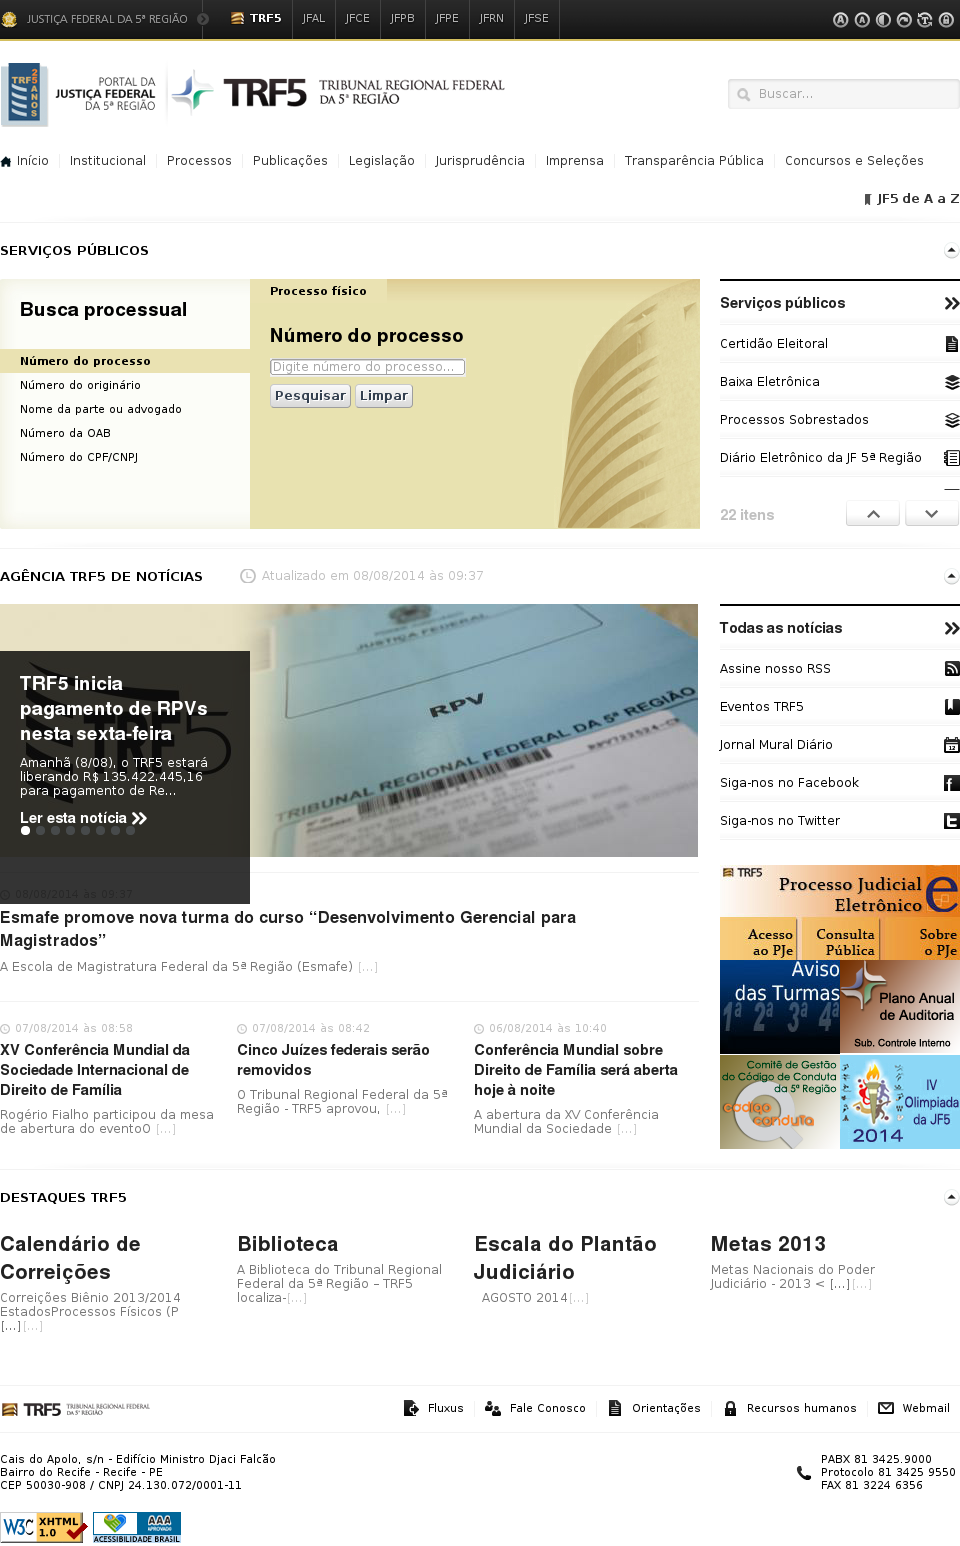 JUSTIÇA FEDERAL DA 5ª REGIÃO
TRF5 JFAL JFCE JFPB JFPE JFRN JFSE
TRF5 25 ANOS
PORTAL DA
JUSTIÇA FEDERAL
DA 5ª REGIÃO
TRF5
TRIBUNAL REGIONAL FEDERAL
DA 5ª REGIÃO
Buscar...
Início Institucional Processos Publicações Legislação Jurisprudência Imprensa Transparência Pública Concursos e Seleções
JF5 de A a Z
SERVIÇOS PÚBLICOS
Busca processual
Número do processo
Número do originário
Nome da parte ou advogado
Número da OAB
Número do CPF/CNPJ
Processo físico
Número do processo
Digite número do processo...
Pesquisar Limpar
Serviços públicos
Certidão Eleitoral
Baixa Eletrônica
Processos Sobrestados
Diário Eletrônico da JF 5ª Região
22 itens
AGÊNCIA TRF5 DE NOTÍCIAS
Atualizado em 08/08/2014 às 09:37
JUSTIÇA FEDERAL
RPV
TRIBUNAL REGIONAL FEDERAL DA 5ª REGIÃO
TRF5 inicia
pagamento de RPVs
nesta sexta-feira
Amanhã (8/08), o TRF5 estará
liberando R$ 135.422.445,16
para pagamento de Re...
Ler esta notícia
Todas as notícias
Assine nosso RSS
Eventos TRF5
Jornal Mural Diário
Siga-nos no Facebook
Siga-nos no Twitter
08/08/2014 às 09:37
Esmafe promove nova turma do curso “Desenvolvimento Gerencial para
Magistrados”
A Escola de Magistratura Federal da 5ª Região (Esmafe) [...]
TRF5
Processo Judicial
Eletrônico
e
Acesso
ao PJe
Consulta
Pública
Sobre
o PJe
Aviso
das Turmas
1ª 2ª 3ª 4ª
Plano Anual
de Auditoria
Sub. Controle Interno
Comitê de Gestão
do Código de Conduta
da 5ª Região
código
conduta
IV
Olimpíada
da JF5
2014
07/08/2014 às 08:58
XV Conferência Mundial da
Sociedade Internacional de
Direito de Família
Rogério Fialho participou da mesa
de abertura do eventoO [...]
07/08/2014 às 08:42
Cinco Juízes federais serão
removidos
O Tribunal Regional Federal da 5ª
Região - TRF5 aprovou, [...]
06/08/2014 às 10:40
Conferência Mundial sobre
Direito de Família será aberta
hoje à noite
A abertura da XV Conferência
Mundial da Sociedade [...]
DESTAQUES TRF5
Calendário de
Correições
Correições Biênio 2013/2014
EstadosProcessos Físicos (P
[...][...]
Biblioteca
A Biblioteca do Tribunal Regional
Federal da 5ª Região – TRF5
localiza-[...]
Escala do Plantão
Judiciário
AGOSTO 2014[...]
Metas 2013
Metas Nacionais do Poder
Judiciário - 2013 < [...][...]
TRF5 TRIBUNAL REGIONAL FEDERAL
DA 5ª REGIÃO
Fluxus Fale Conosco Orientações Recursos humanos Webmail
Cais do Apolo, s/n - Edifício Ministro Djaci Falcão
Bairro do Recife - Recife - PE
CEP 50030-908 / CNPJ 24.130.072/0001-11
PABX 81 3425.9000
Protocolo 81 3425 9550
FAX 81 3224 6356
W3C XHTML
1.0
AAA
APROVADO
ACESSIBILIDADE BRASIL